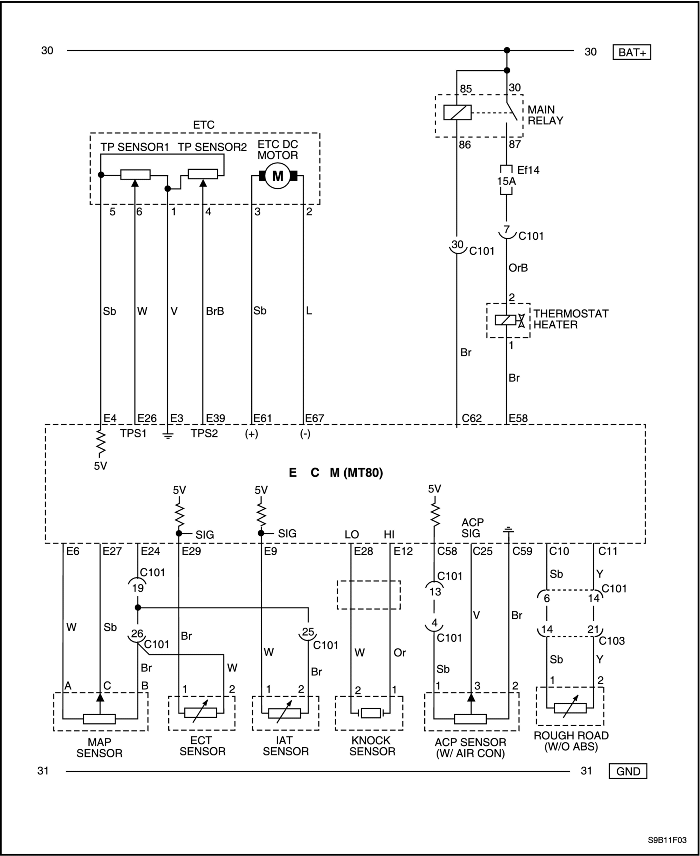 30 30 BAT+
85 30
MAIN
RELAY
86 87
ETC
TP SENSOR1 TP SENSOR2 ETC DC
MOTOR
M
5 6 1 4 3 2
Ef14
15A
7 C101
30 C101
OrB
2
THERMOSTAT
HEATER
1
Sb W V BrB Sb L
Br Br
E4 E26 E3 E39 E61 E67 C62 E58
TPS1 TPS2 (+) (-)
5V
E C M (MT80)
5V 5V 5V
SIG SIG LO HI ACP
SIG
E6 E27 E24 E29 E9 E28 E12 C58 C25 C59 C10 C11
C101 C101 Sb Y C101
19 13 6 14
26 C101 25 C101 4 C101 14 21 C103
W Sb Br W W Br W Or Sb V Br Sb Y
Br
A C B 1 2 1 2 2 1 1 3 2 1 2
MAP
SENSOR
ECT
SENSOR
IAT
SENSOR
KNOCK
SENSOR
ACP SENSOR
(W/ AIR CON)
ROUGH ROAD
(W/O ABS)
31 31 GND
S9B11F03